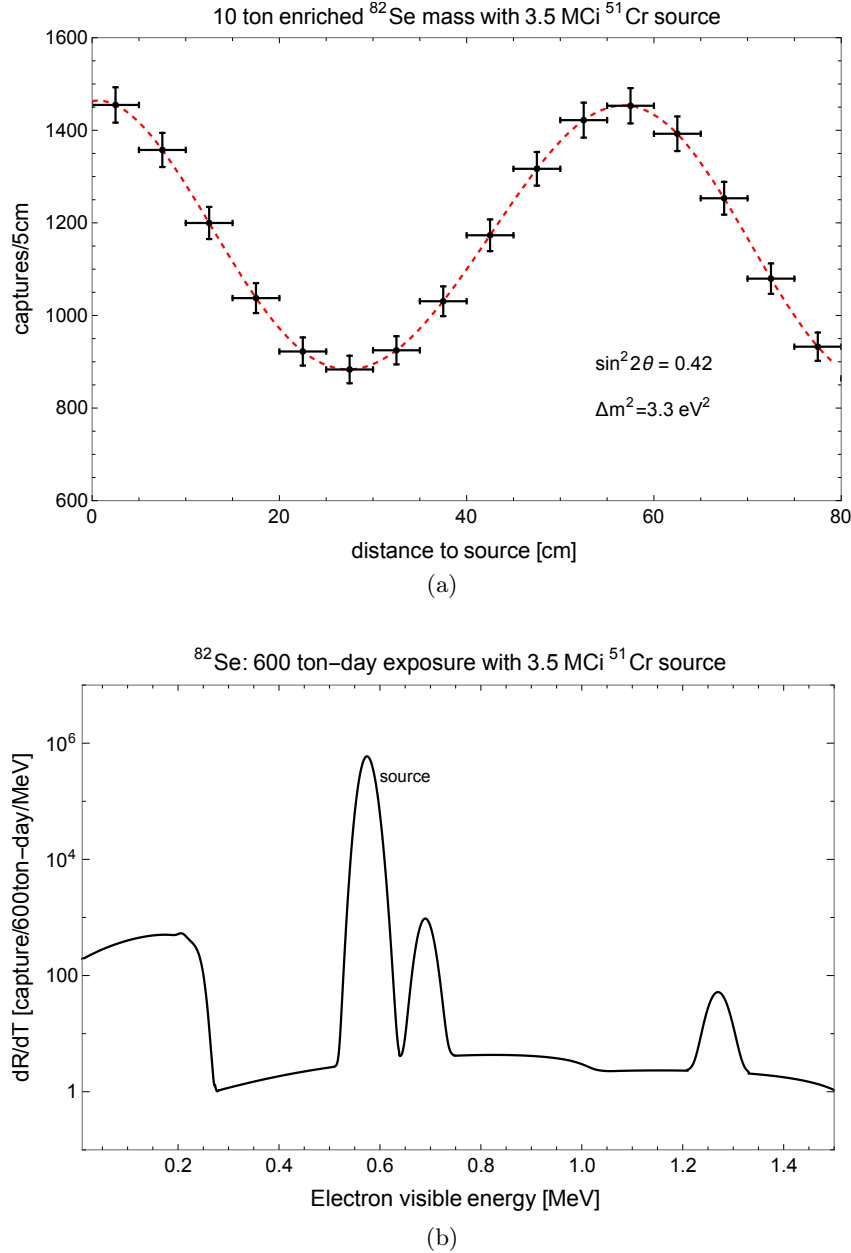 10 ton enriched ⁸²Se mass with 3.5 MCi ⁵¹Cr source
1600
1400
1200
1000
800
600
captures/5cm
sin²2θ = 0.42
Δm²=3.3 eV²
0 20 40 60 80
distance to source [cm]
(a)
⁸²Se: 600 ton−day exposure with 3.5 MCi ⁵¹Cr source
10⁶
10⁴
100
1
dR/dT [capture/600ton−day/MeV]
source
0.2 0.4 0.6 0.8 1.0 1.2 1.4
Electron visible energy [MeV]
(b)